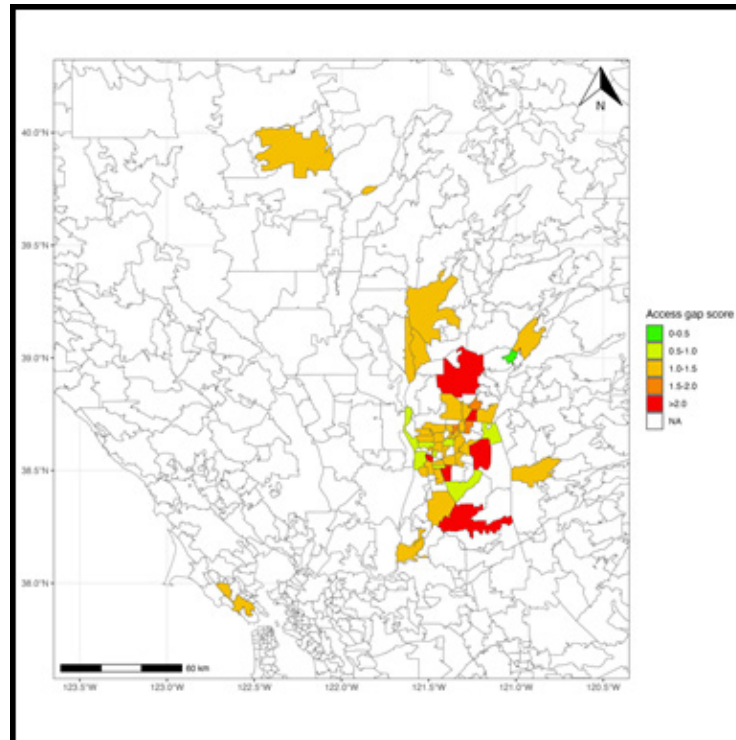 N
40.0°N
39.5°N
39.0°N
38.5°N
38.0°N
Access gap score
0-0.5
0.5-1.0
1.0-1.5
1.5-2.0
>2.0
NA
60 km
123.5°W
123.0°W
122.5°W
122.0°W
121.5°W
121.0°W
120.5°W